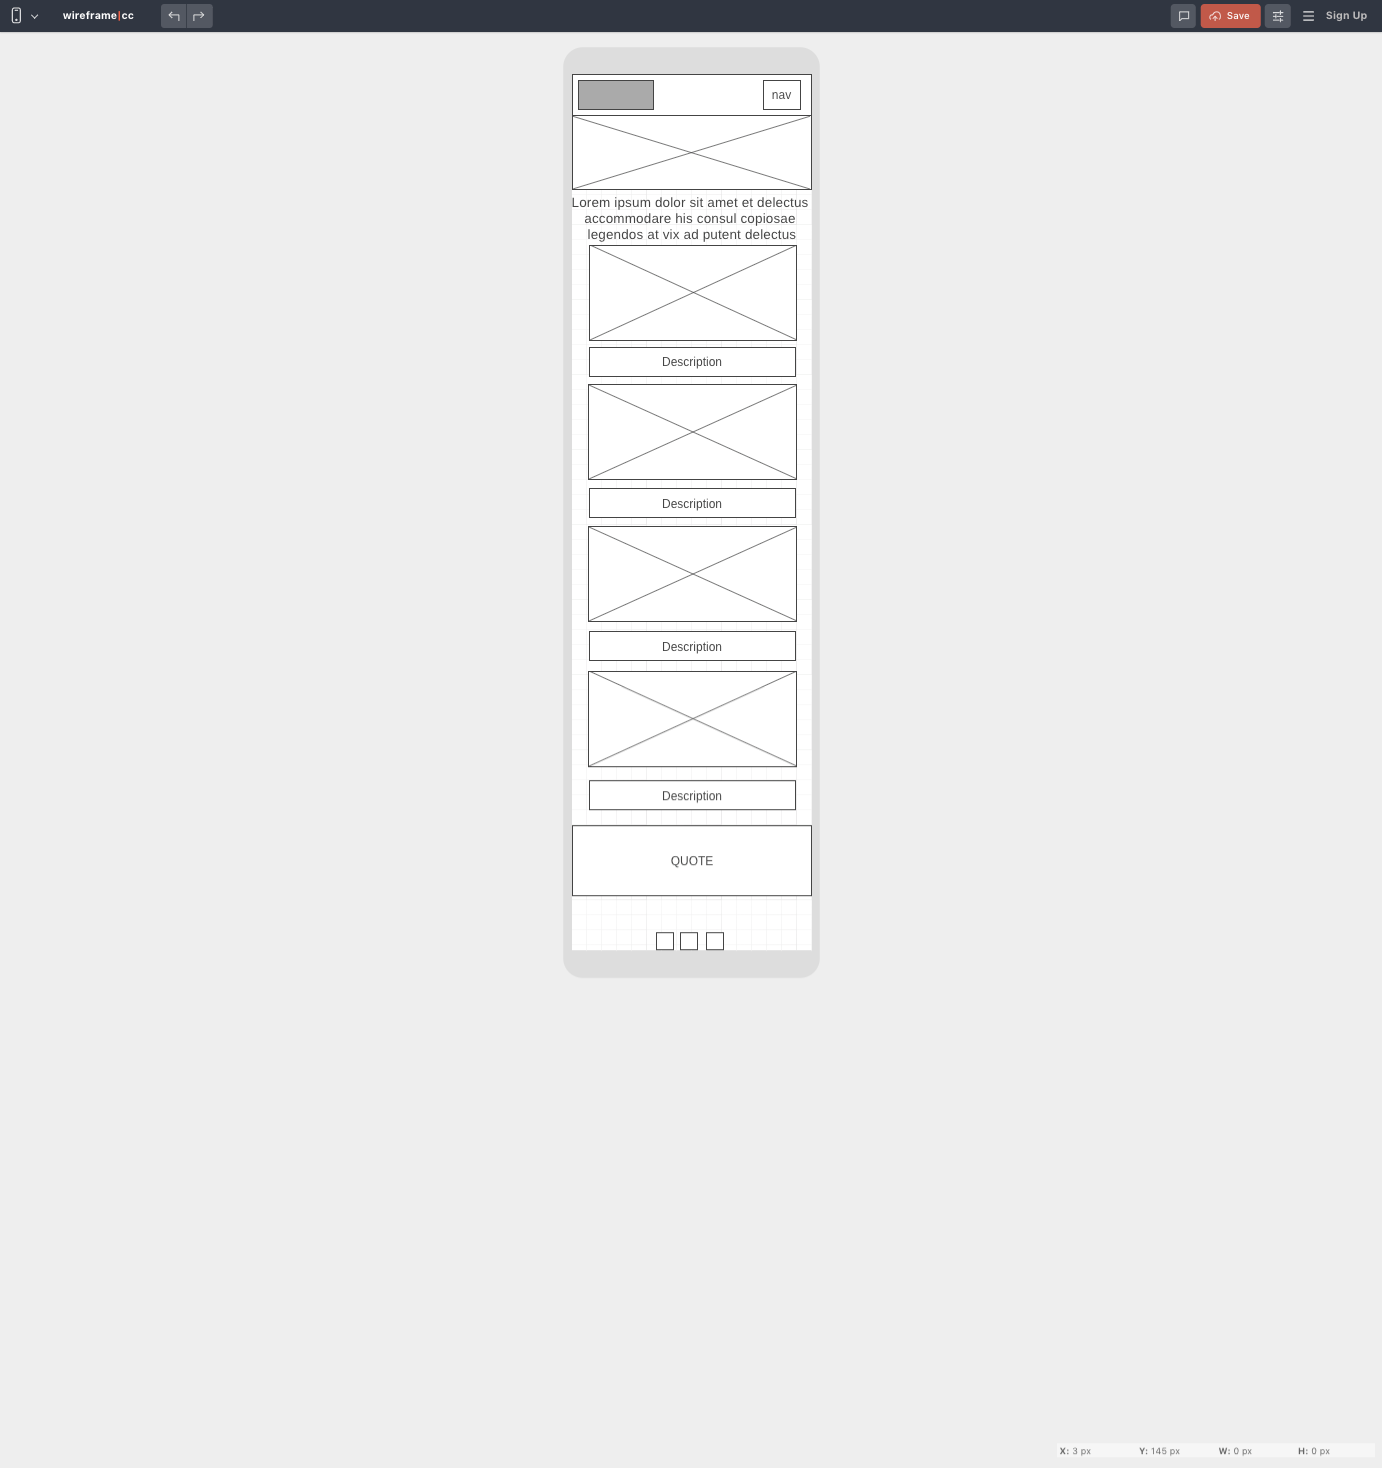 wireframe|cc
Save
Sign Up
nav
Lorem ipsum dolor sit amet et delectus
accommodare his consul copiosae
legendos at vix ad putent delectus
Description
Description
Description
Description
QUOTE
X: 3 px Y: 145 px W: 0 px H: 0 px